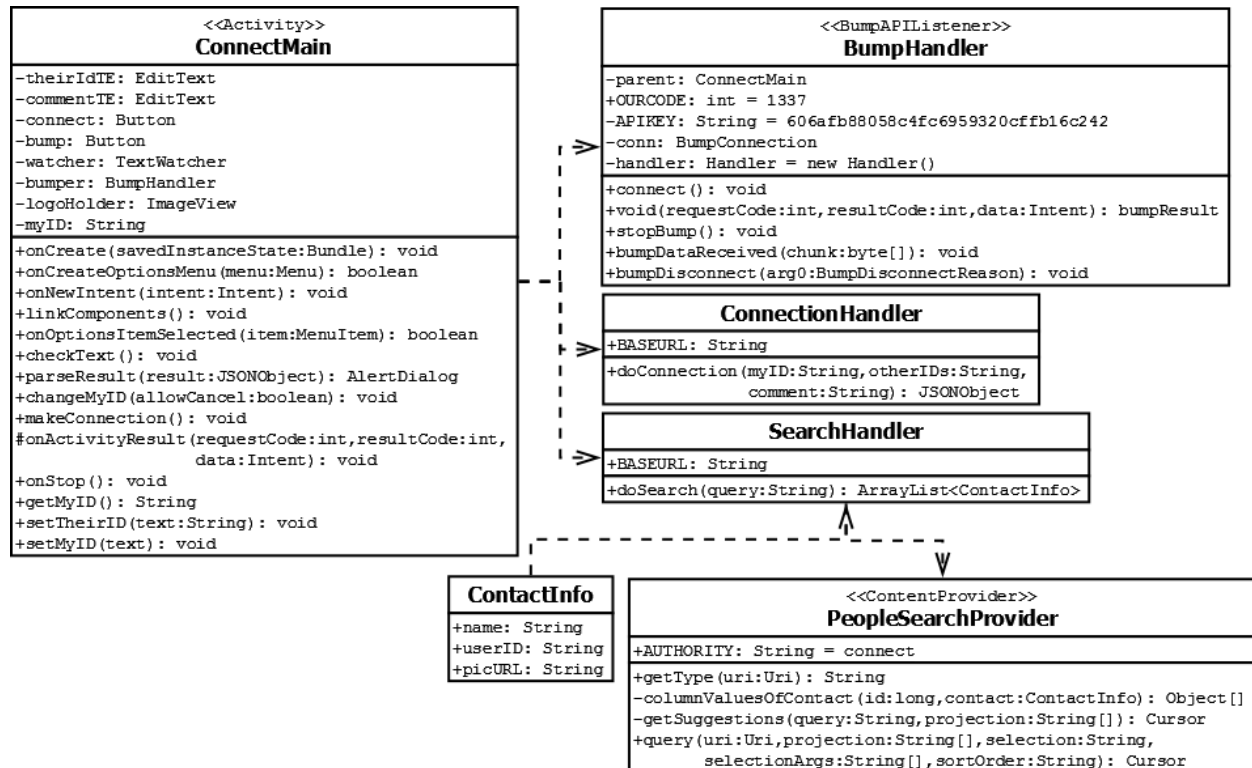 <<Activity>>
ConnectMain
-theirIdTE: EditText
-commentTE: EditText
-connect: Button
-bump: Button
-watcher: TextWatcher
-bumper: BumpHandler
-logoHolder: ImageView
-myID: String
+onCreate(savedInstanceState:Bundle): void
+onCreateOptionsMenu(menu:Menu): boolean
+onNewIntent(intent:Intent): void
+linkComponents(): void
+onOptionsItemSelected(item:MenuItem): boolean
+checkText(): void
+parseResult(result:JSONObject): AlertDialog
+changeMyID(allowCancel:boolean): void
+makeConnection(): void
#onActivityResult(requestCode:int,resultCode:int,
data:Intent): void
+onStop(): void
+getMyID(): String
+setTheirID(text:String): void
+setMyID(text): void
<<BumpAPIListener>>
BumpHandler
-parent: ConnectMain
+OURCODE: int = 1337
-APIKEY: String = 606afb88058c4fc6959320cffb16c242
-conn: BumpConnection
-handler: Handler = new Handler()
+connect(): void
+void(requestCode:int,resultCode:int,data:Intent): bumpResult
+stopBump(): void
+bumpDataReceived(chunk:byte[]): void
+bumpDisconnect(arg0:BumpDisconnectReason): void
ConnectionHandler
+BASEURL: String
+doConnection(myID:String,otherIDs:String,
comment:String): JSONObject
SearchHandler
+BASEURL: String
+doSearch(query:String): ArrayList<ContactInfo>
ContactInfo
+name: String
+userID: String
+picURL: String
<<ContentProvider>>
PeopleSearchProvider
+AUTHORITY: String = connect
+getType(uri:Uri): String
-columnValuesOfContact(id:long,contact:ContactInfo): Object[]
-getSuggestions(query:String,projection:String[]): Cursor
+query(uri:Uri,projection:String[],selection:String,
selectionArgs:String[],sortOrder:String): Cursor